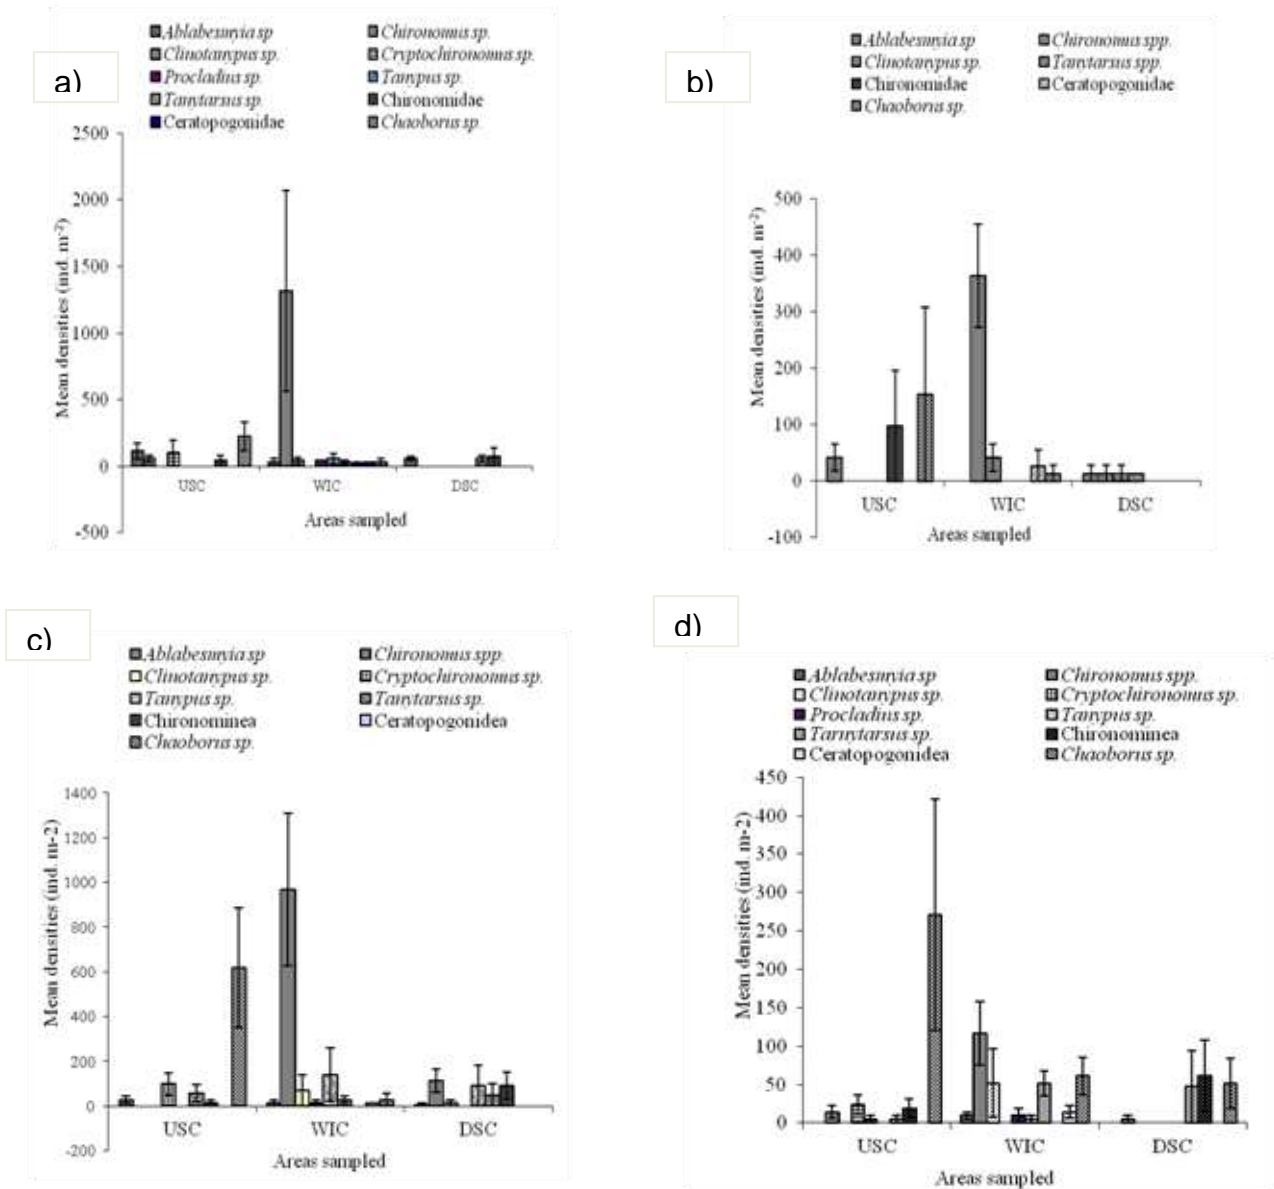 a)
Ablabesmyia sp Chironomus sp.
Clinotanypus sp. Cryptochironomus sp.
Procladius sp. Tanypus sp.
Tanytarsus sp. Chironomidae
Ceratopogonidae Chaoborus sp.
2500
2000
1500
1000
500
0
-500
Mean densities (ind. m-2)
USC WIC DSC
Areas sampled
b)
Ablabesmyia sp Chironomus spp.
Clinotanypus sp. Tanytarsus spp.
Chironomidae Ceratopogonidae
Chaoborus sp.
500
400
300
200
100
0
-100
Mean densities (ind. m-2)
USC WIC DSC
Areas sampled
c)
Ablabesmyia sp Chironomus spp
Clinotanypus sp. Cryptochironomus sp.
Tanypus sp. Tanytarsus sp.
Chironominea Ceratopogonidea
Chaoborus sp.
1400
1200
1000
800
600
400
200
0
-200
Mean densities (ind. m-2)
USC WIC DSC
Areas sampled
d)
Ablabesmyia sp Chironomus spp.
Clinotanypus sp. Cryptochironomus sp.
Procladius sp. Tanypus sp.
Tarnytarsus sp. Chironominea
Ceratopogonidea Chaoborus sp.
450
400
350
300
250
200
150
100
50
0
Mean densities (ind. m-2)
USC WIC DSC
Areas sampled